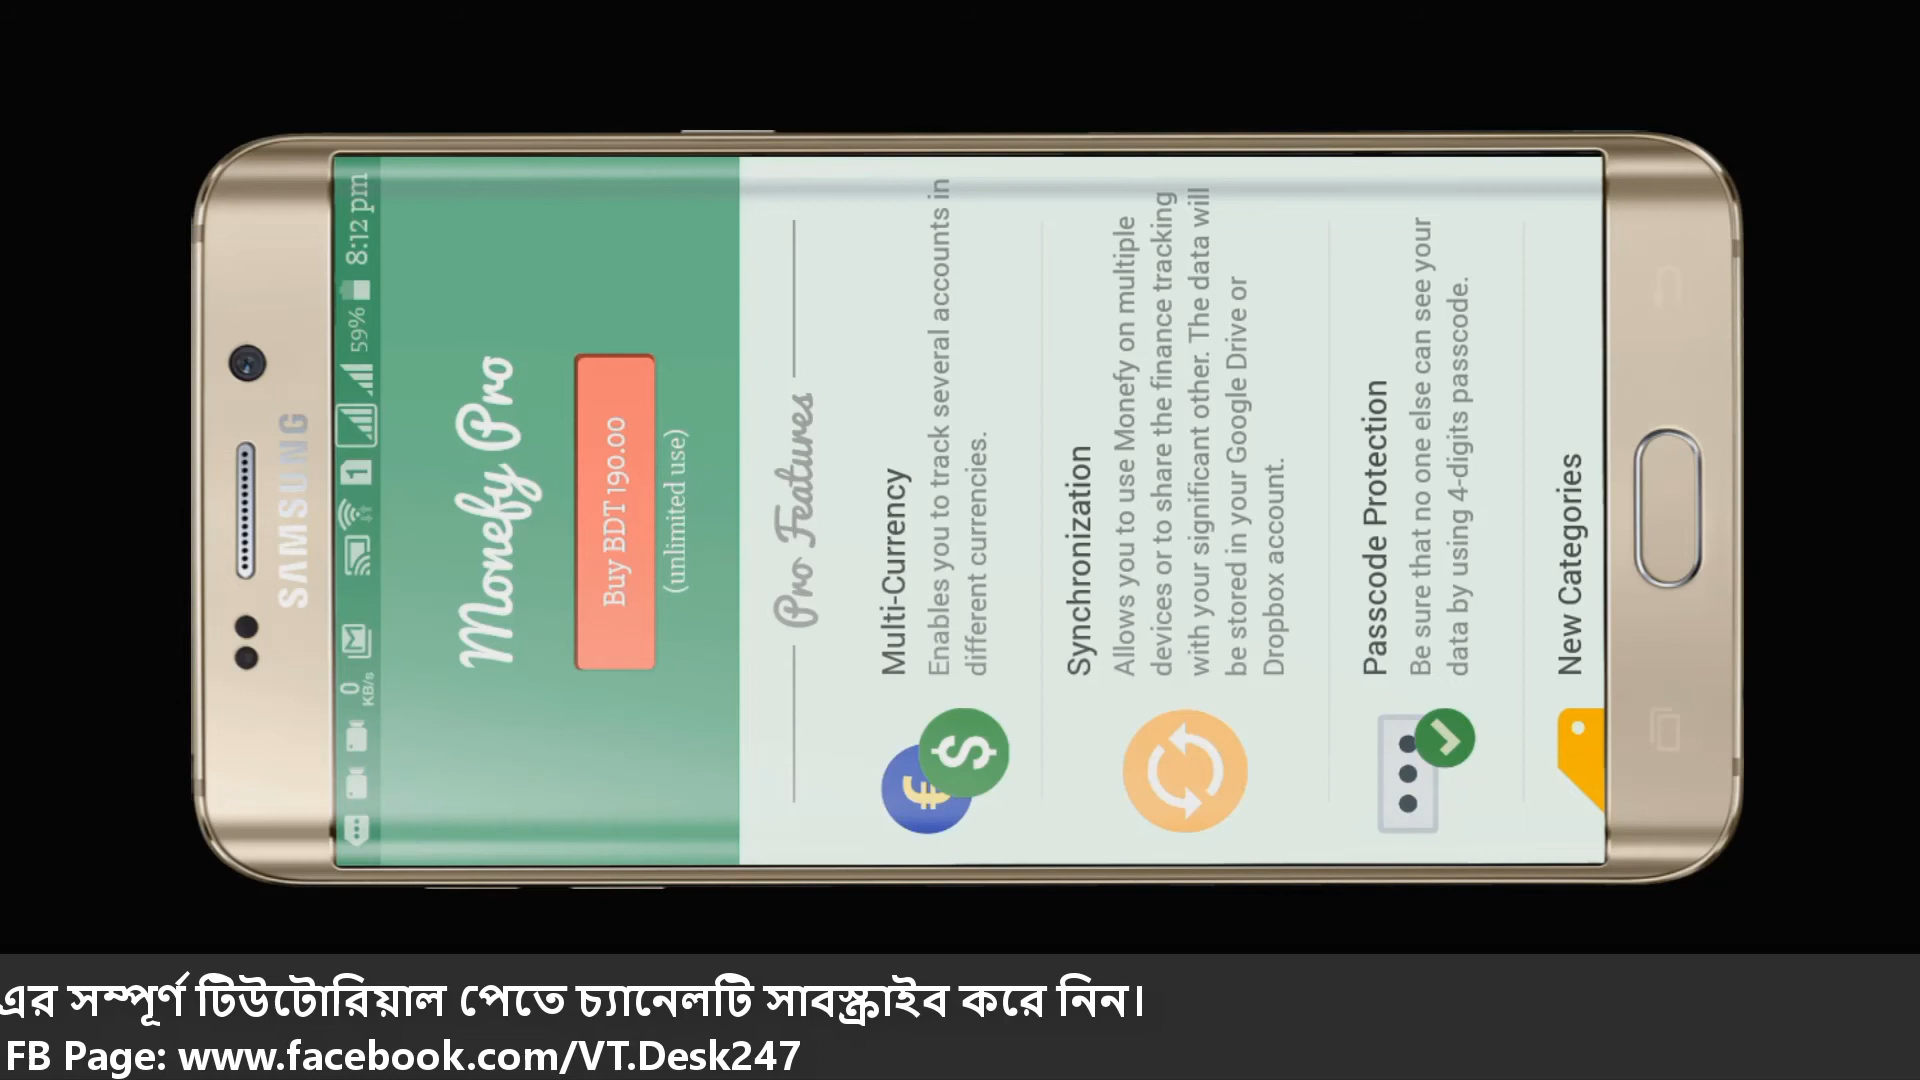 SAMSUNG
0 KB/s 1 59% 8:12 pm
Monefy Pro
Buy BDT 190.00
(unlimited use)
Pro Features
Multi-Currency
Enables you to track several accounts in
different currencies.
Synchronization
Allows you to use Monefy on multiple
devices or to share the finance tracking
with your significant other. The data will
be stored in your Google Drive or
Dropbox account.
Passcode Protection
Be sure that no one else can see your
data by using 4-digits passcode.
New Categories
এর সম্পূর্ণ টিউটোরিয়াল পেতে চ্যানেলটি সাবস্ক্রাইব করে নিন।
FB Page: www.facebook.com/VT.Desk247